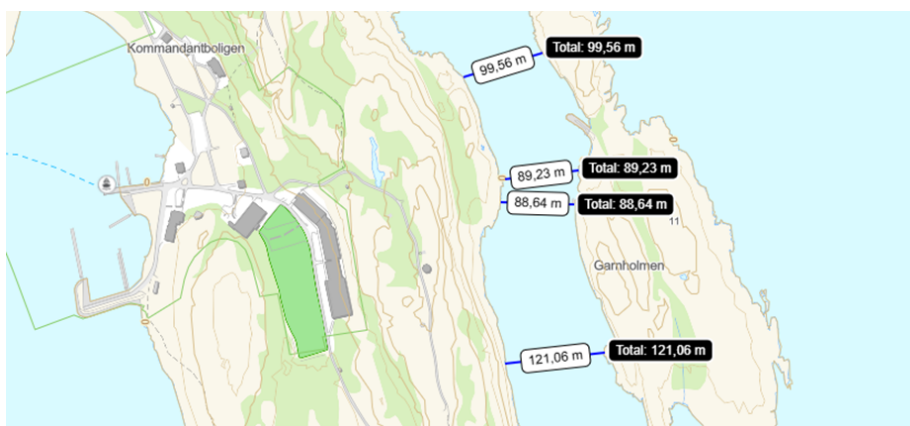 Kommandantboligen
99,56 m
Total: 99,56 m
89,23 m
Total: 89,23 m
88,64 m
Total: 88,64 m
11
Garnholmen
121,06 m
Total: 121,06 m